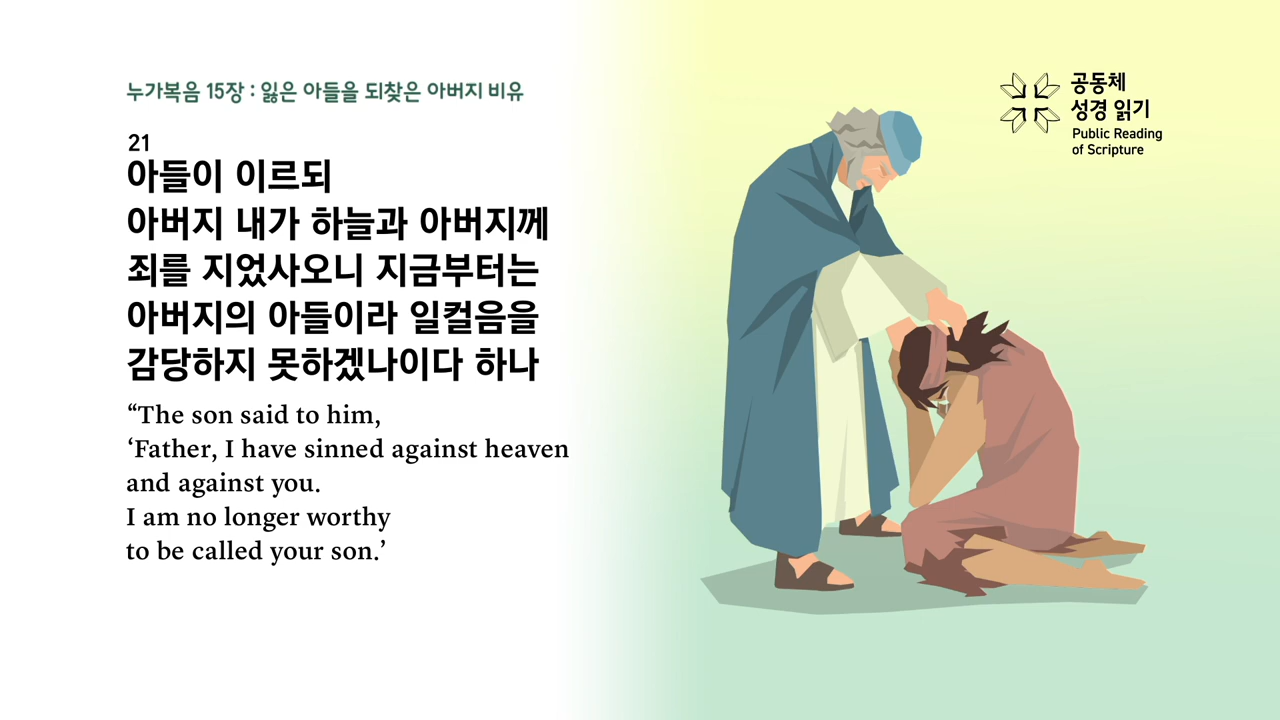 누가복음 15장 : 잃은 아들을 되찾은 아버지 비유
공동체
성경 읽기
Public Reading
of Scripture
21
아들이 이르되
아버지 내가 하늘과 아버지께
죄를 지었사오니 지금부터는
아버지의 아들이라 일컬음을
감당하지 못하겠나이다 하나
“The son said to him,
‘Father, I have sinned against heaven
and against you.
I am no longer worthy
to be called your son.’